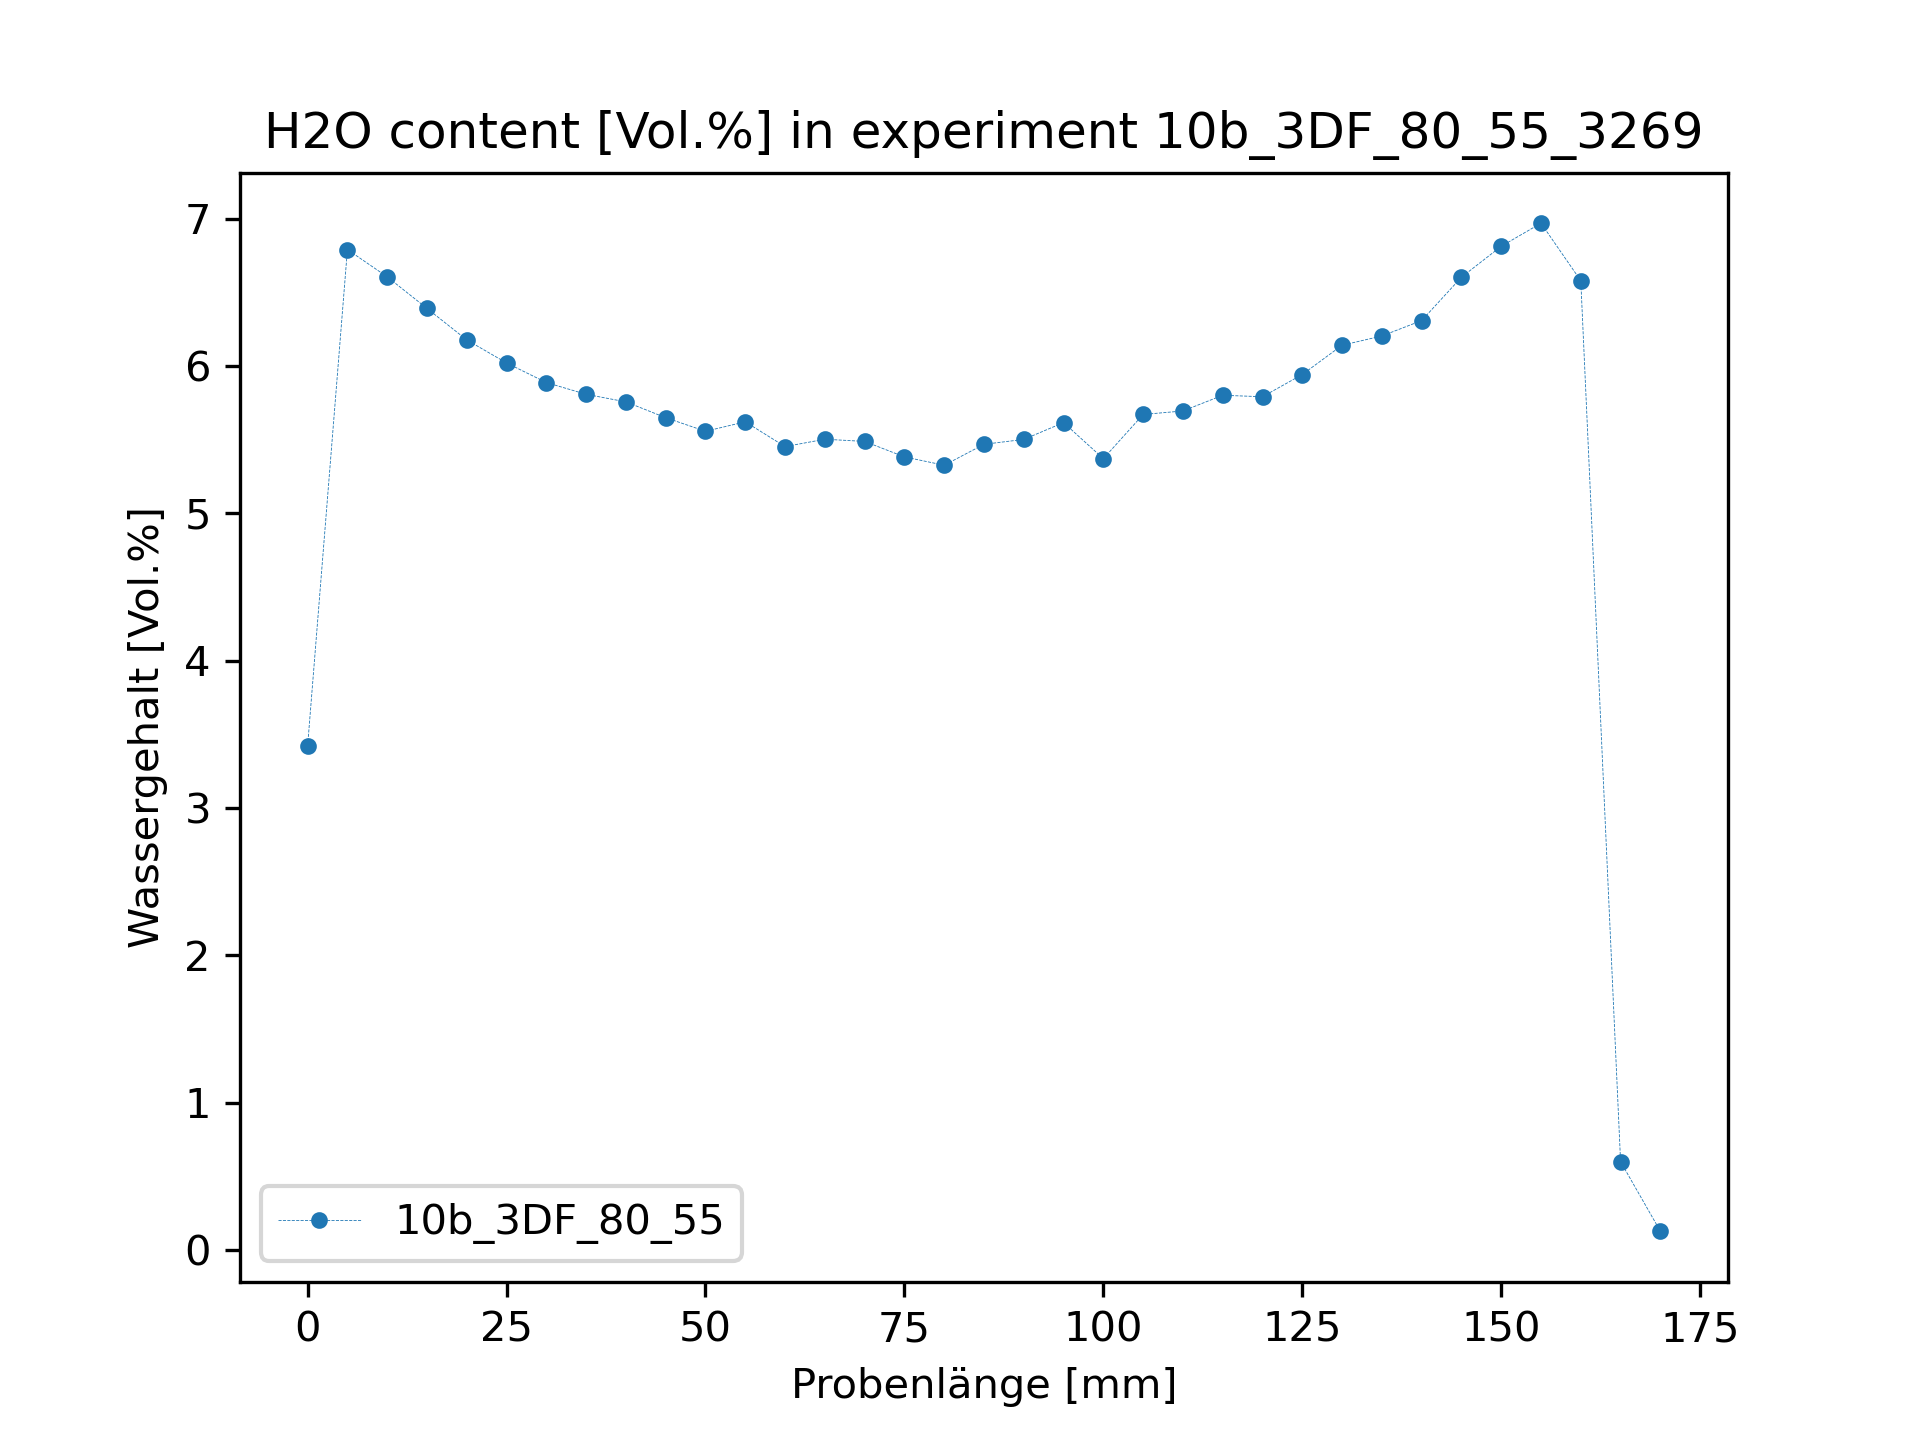 H2O content [Vol.%] in experiment 10b_3DF_80_55_3269
Wassergehalt [Vol.%]
7
6
5
4
3
2
1
0
10b_3DF_80_55
0 25 50 75 100 125 150 175
Probenlänge [mm]